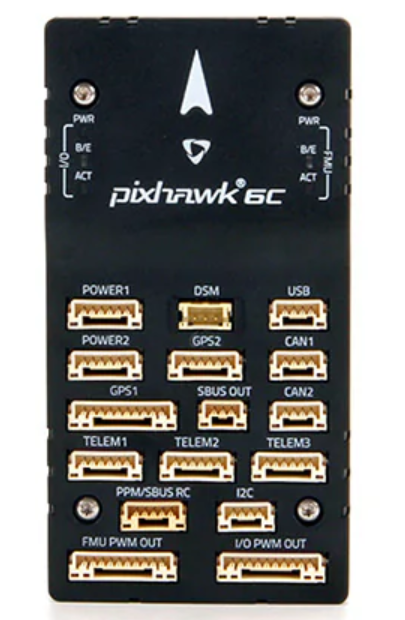 PWR PWR
I/O B/E B/E FMU
ACT ACT
pixhawk® 6C
POWER1 DSM USB
POWER2 GPS2 CAN1
GPS1 SBUS OUT CAN2
TELEM1 TELEM2 TELEM3
PPM/SBUS RC I2C
FMU PWM OUT I/O PWM OUT